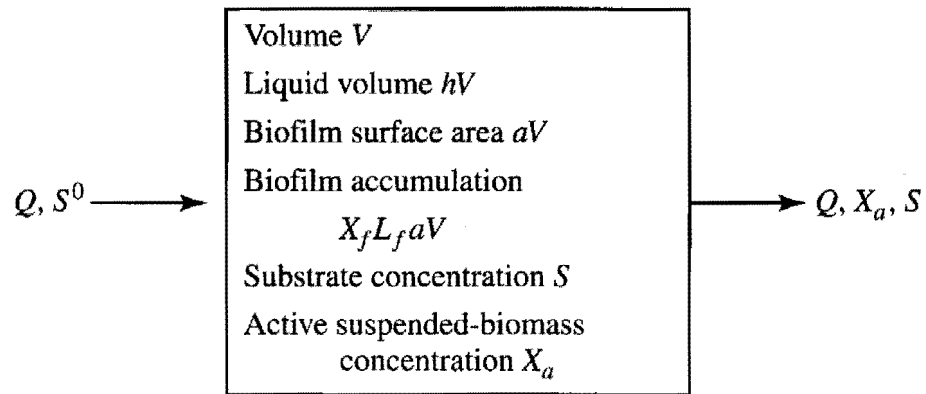 Volume V
Liquid volume hV
Biofilm surface area aV
Biofilm accumulation
X_f L_f aV
Substrate concentration S
Active suspended-biomass
concentration X_a
Q, S^0
Q, X_a, S